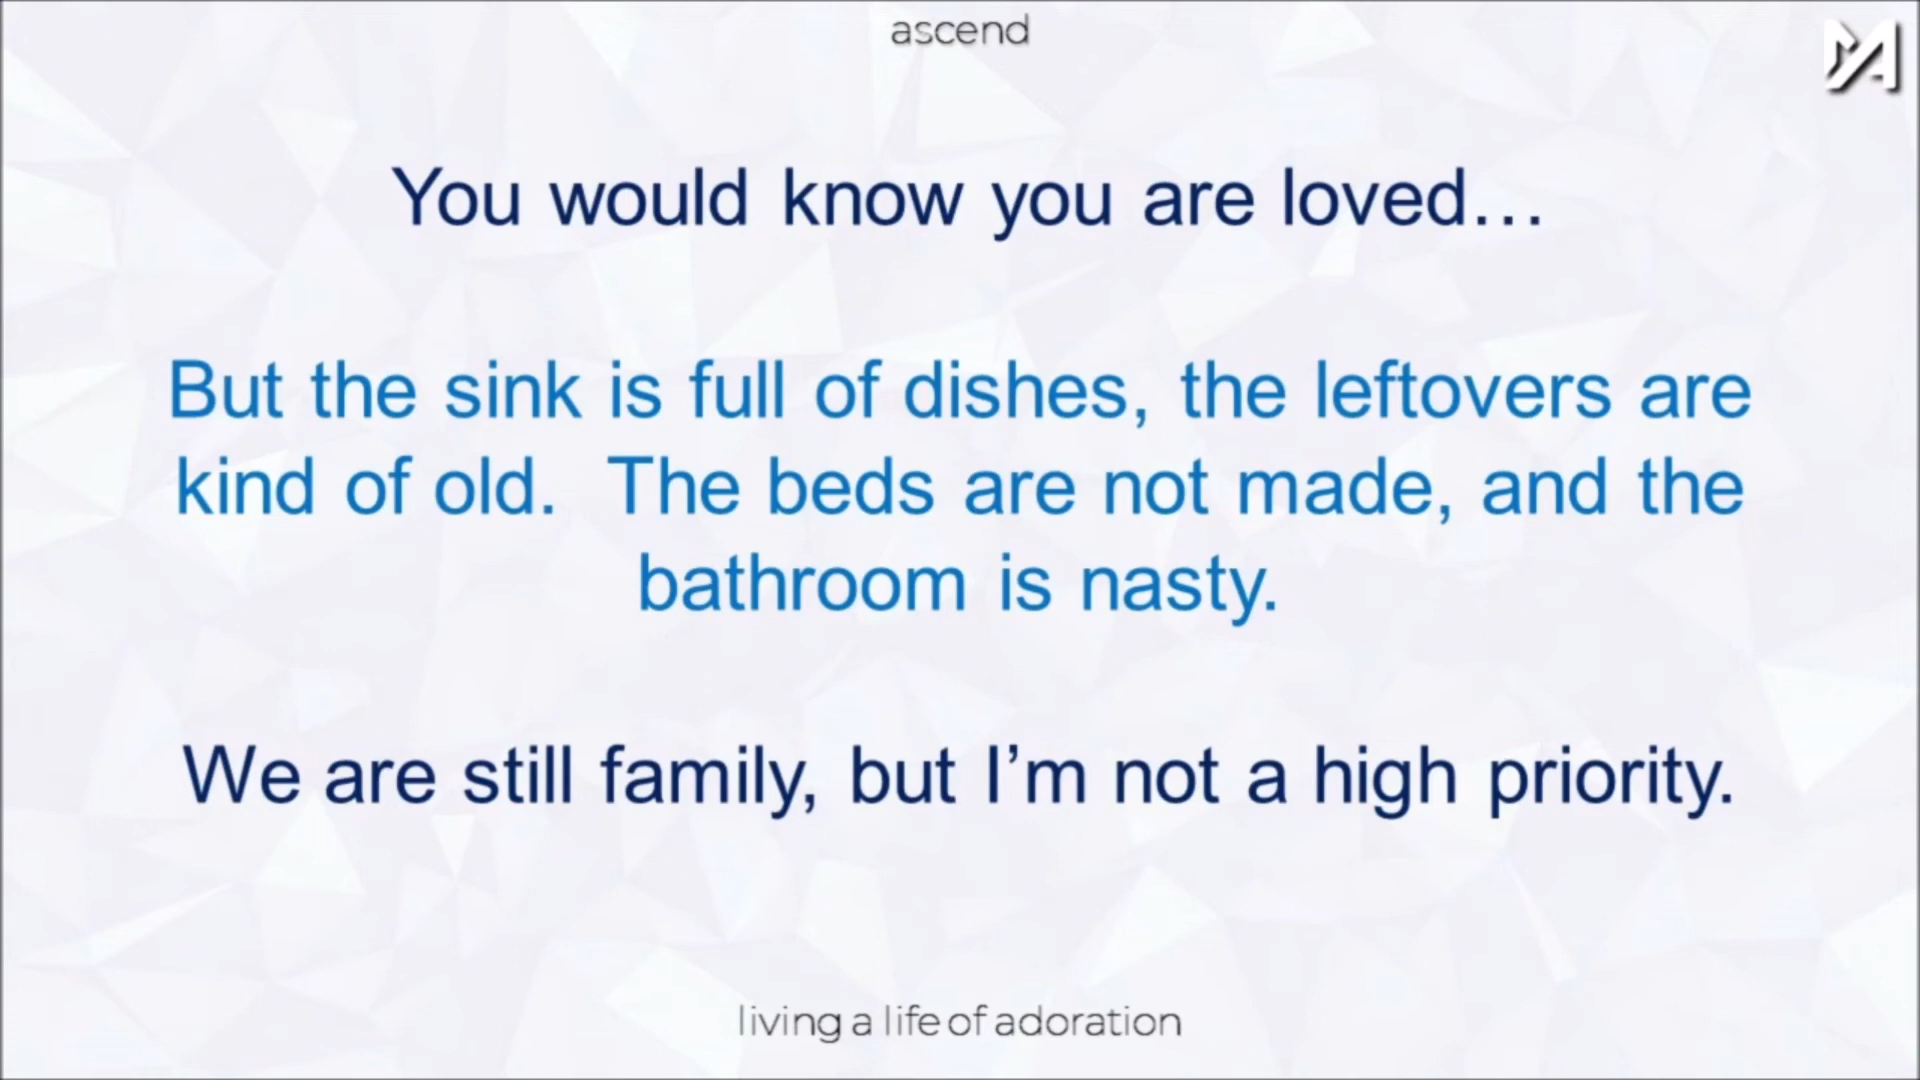 ascend
MA
You would know you are loved…
But the sink is full of dishes, the leftovers are
kind of old.  The beds are not made, and the
bathroom is nasty.
We are still family, but I’m not a high priority.
living a life of adoration